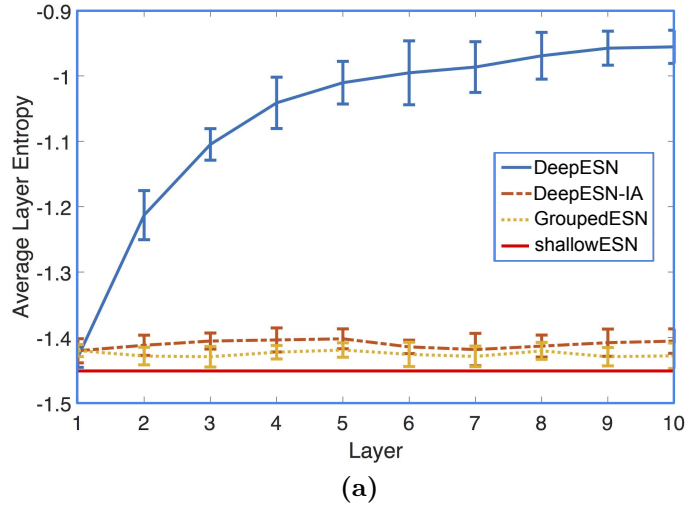 -0.9
-1
-1.1
-1.2
-1.3
-1.4
-1.5
Average Layer Entropy
DeepESN
DeepESN-IA
GroupedESN
shallowESN
1 2 3 4 5 6 7 8 9 10
Layer
(a)